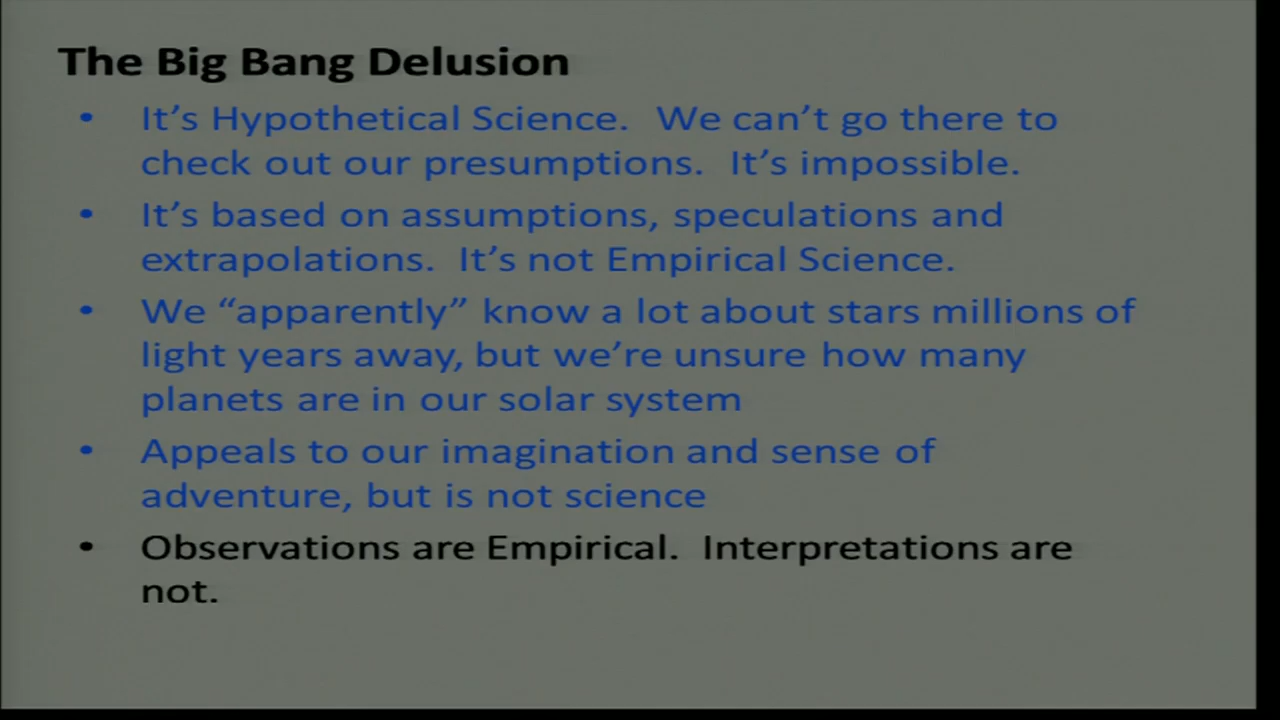 The Big Bang Delusion
• It’s Hypothetical Science.  We can’t go there to
check out our presumptions.  It’s impossible.
• It’s based on assumptions, speculations and
extrapolations.  It’s not Empirical Science.
• We “apparently” know a lot about stars millions of
light years away, but we’re unsure how many
planets are in our solar system
• Appeals to our imagination and sense of
adventure, but is not science
• Observations are Empirical.  Interpretations are
not.